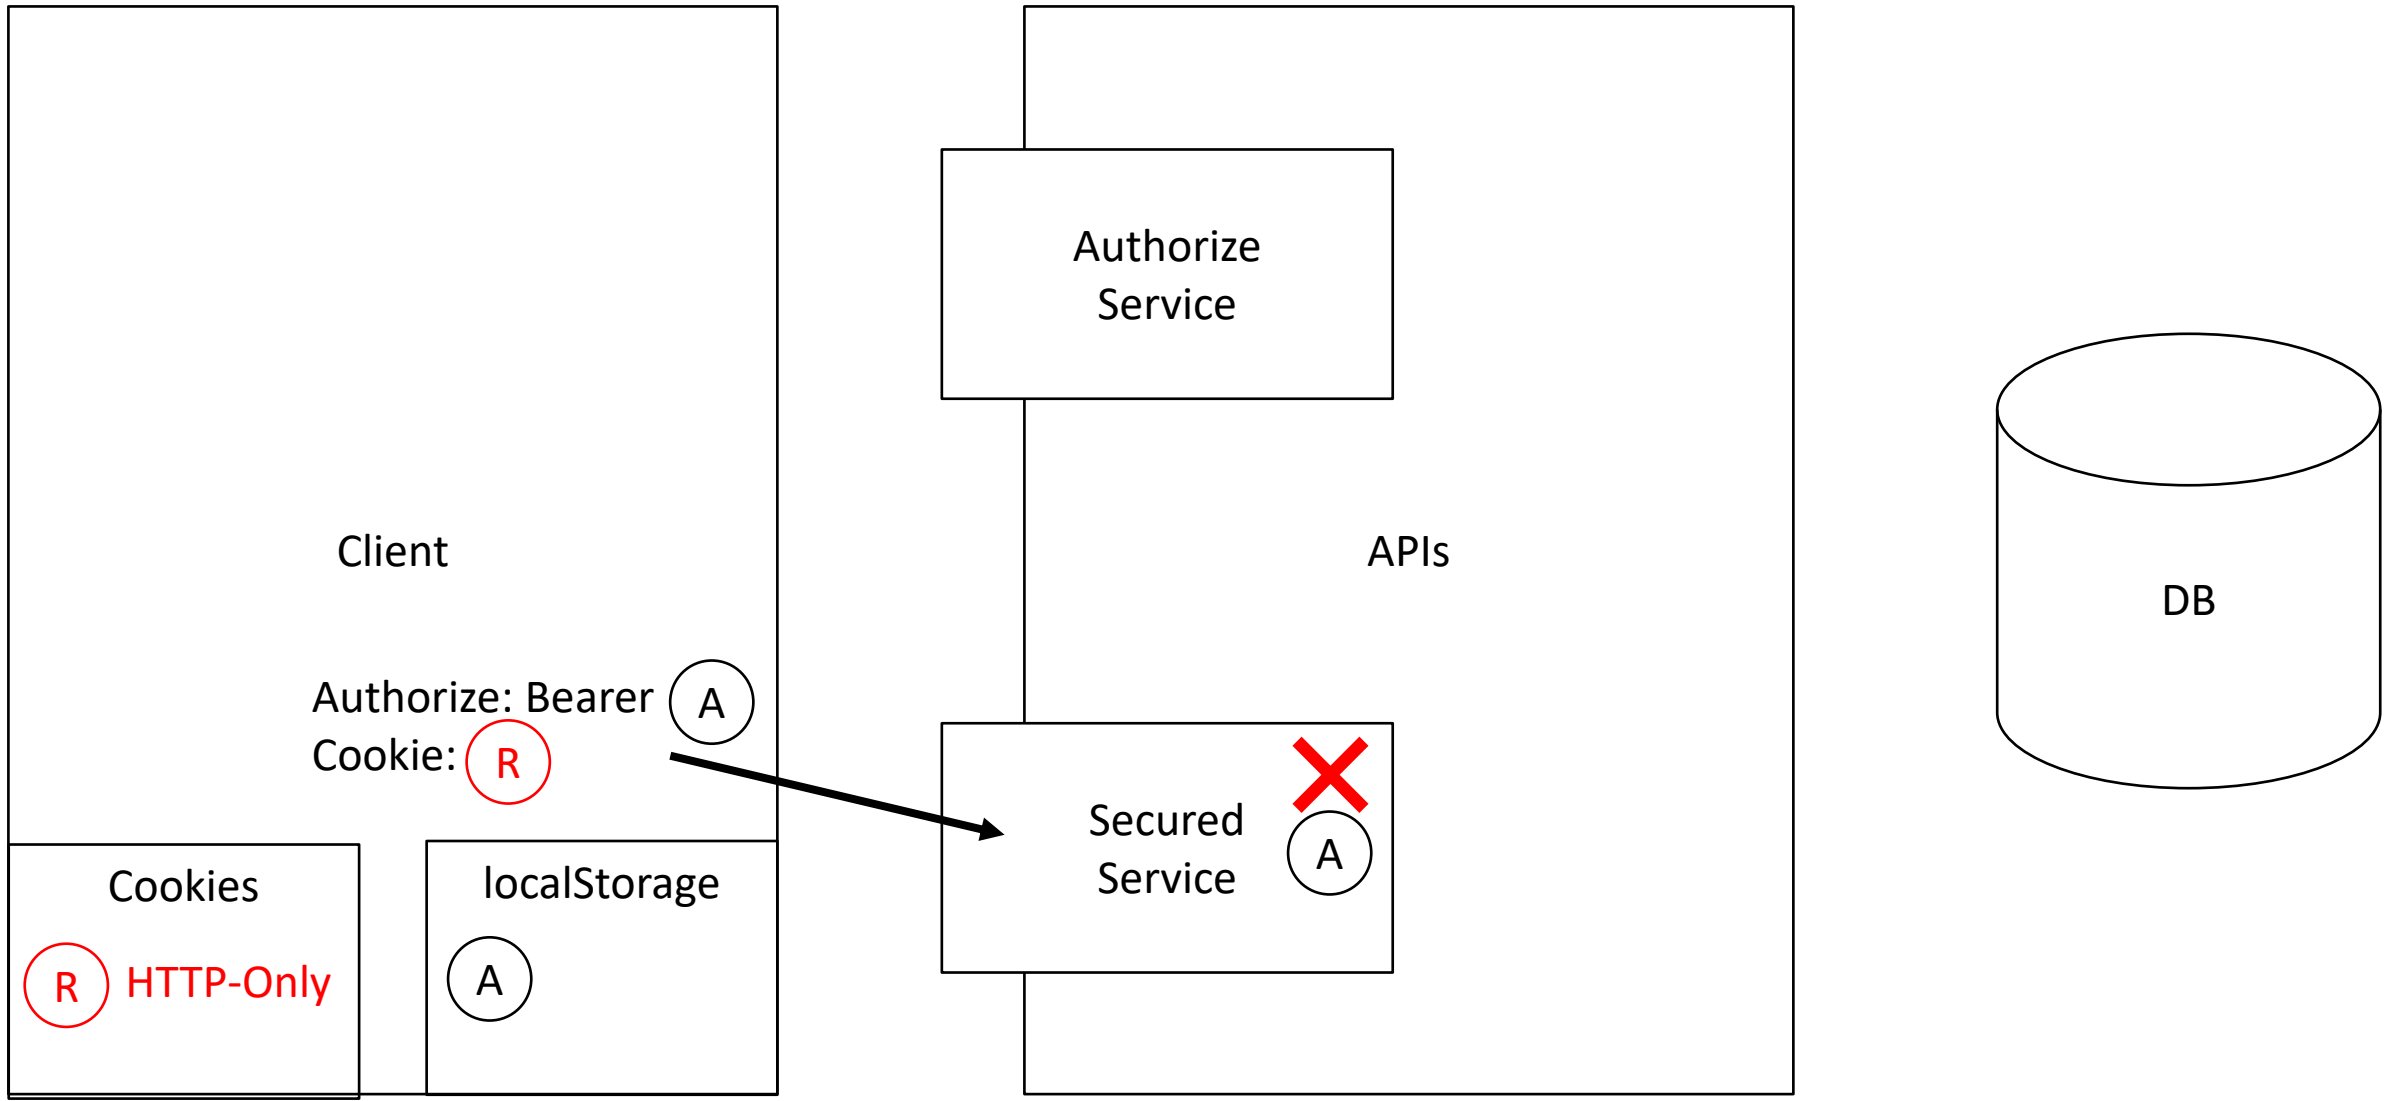 Authorize
Service
Client
APIs
DB
Authorize: Bearer A
Cookie: R
Secured
Service
A
Cookies
R HTTP-Only
localStorage
A